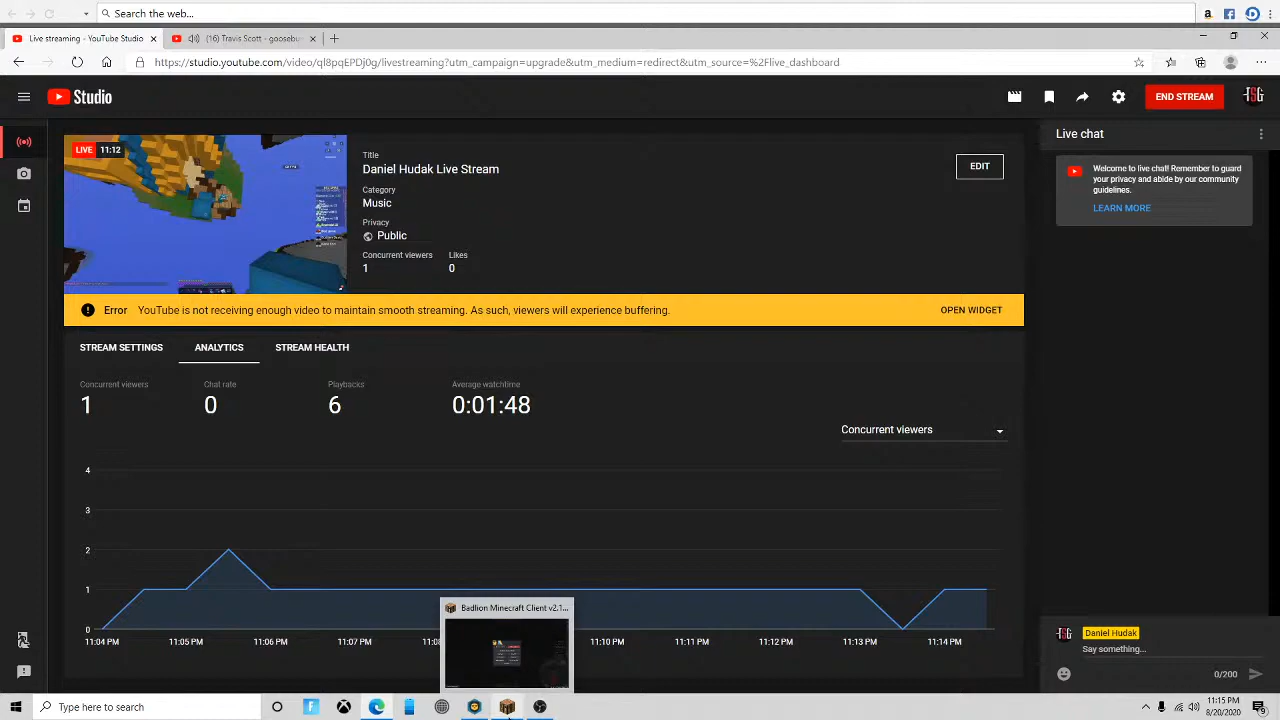 Search the web...
Live streaming - YouTube Studio
(16) Travis Scott - goosebu
https://studio.youtube.com/video/ql8pqEPDj0g/livestreaming?utm_campaign=upgrade&utm_medium=redirect&utm_source=%2Flive_dashboard
Studio
END STREAM
TSG
Live chat
LIVE 11:12
Title
Daniel Hudak Live Stream
EDIT
Category
Music
Privacy
Public
Concurrent viewers Likes
1 0
Welcome to live chat! Remember to guard
your privacy and abide by our community
guidelines.
LEARN MORE
Error YouTube is not receiving enough video to maintain smooth streaming. As such, viewers will experience buffering. OPEN WIDGET
STREAM SETTINGS ANALYTICS STREAM HEALTH
Concurrent viewers Chat rate Playbacks Average watchtime
1 0 6 0:01:48
Concurrent viewers
4
3
2
1
0
11:04 PM 11:05 PM 11:06 PM 11:07 PM 11:10 PM 11:11 PM 11:12 PM 11:13 PM 11:14 PM
Badlion Minecraft Client v2.1...
TSG Daniel Hudak
Say something...
0/200
Type here to search
11:15 PM
8/20/2020
9